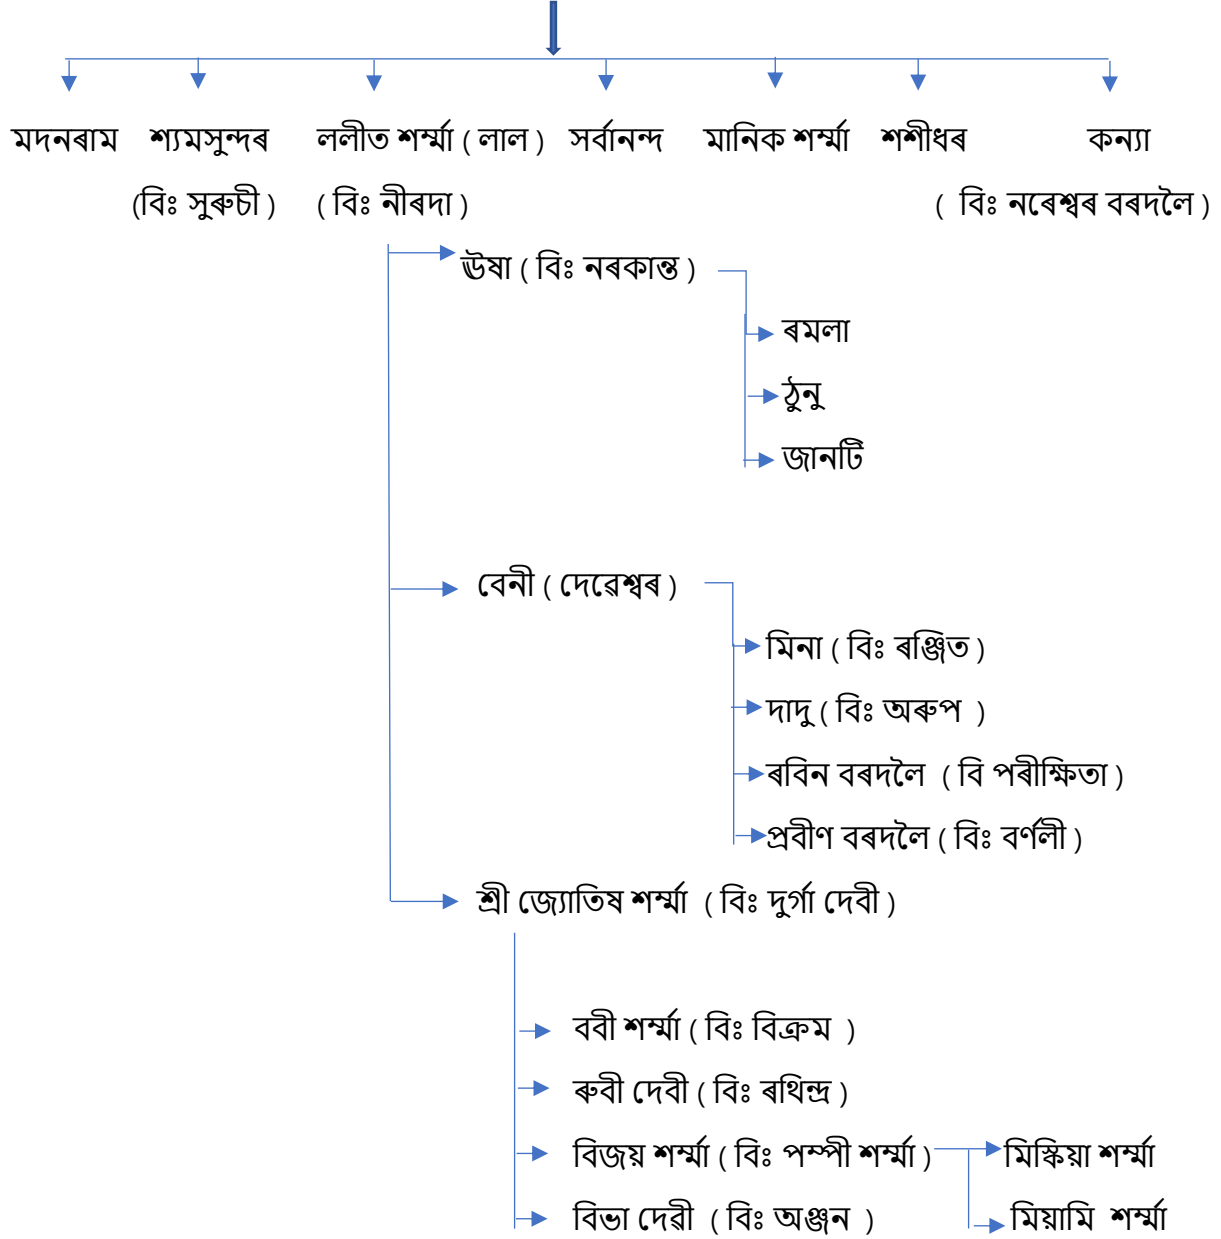 মদনৰাম শ্যমসুন্দৰ ললীত শৰ্ম্মা ( লাল ) সৰ্বানন্দ মানিক শৰ্ম্মা শশীধৰ কন্যা
(বিঃ সুৰুচী ) ( বিঃ নীৰদা ) ( বিঃ নৰেশ্বৰ বৰদলৈ )
ঊষা ( বিঃ নৰকান্ত )
ৰমলা
ঠুনু
জানটি
বেনী ( দেৱেশ্বৰ )
মিনা ( বিঃ ৰঞ্জিত )
দাদু ( বিঃ অৰুপ )
ৰবিন বৰদলৈ ( বি পৰীক্ষিতা )
প্ৰবীণ বৰদলৈ ( বিঃ বৰ্ণলী )
শ্ৰী জ্যোতিষ শৰ্ম্মা ( বিঃ দুৰ্গা দেবী )
ববী শৰ্ম্মা ( বিঃ বিক্ৰম )
ৰুবী দেবী ( বিঃ ৰথিন্দ্ৰ )
বিজয় শৰ্ম্মা ( বিঃ পম্পী শৰ্ম্মা ) মিস্কিয়া শৰ্ম্মা
বিভা দেৱী ( বিঃ অঞ্জন ) মিয়ামি শৰ্ম্মা